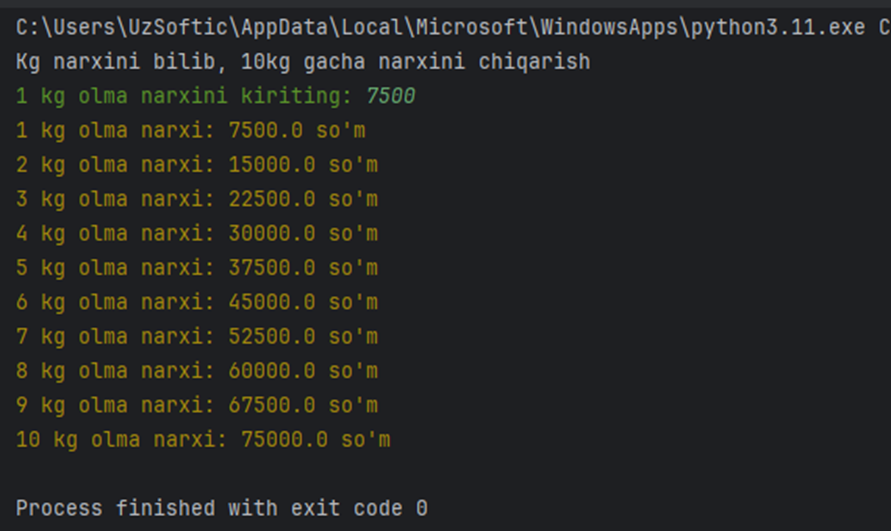 C:\Users\UzSoftic\AppData\Local\Microsoft\WindowsApps\python3.11.exe C
Kg narxini bilib, 10kg gacha narxini chiqarish
1 kg olma narxini kiriting: 7500
1 kg olma narxi: 7500.0 so'm
2 kg olma narxi: 15000.0 so'm
3 kg olma narxi: 22500.0 so'm
4 kg olma narxi: 30000.0 so'm
5 kg olma narxi: 37500.0 so'm
6 kg olma narxi: 45000.0 so'm
7 kg olma narxi: 52500.0 so'm
8 kg olma narxi: 60000.0 so'm
9 kg olma narxi: 67500.0 so'm
10 kg olma narxi: 75000.0 so'm
Process finished with exit code 0